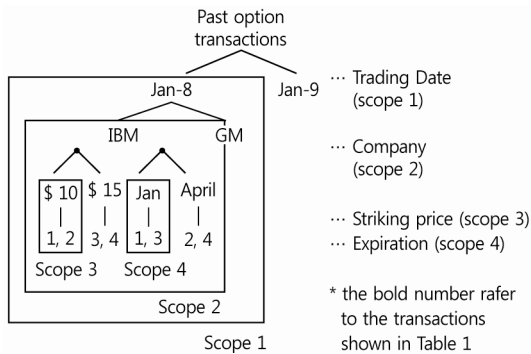 Past option
transactions
Jan-8
Jan-9
··· Trading Date
(scope 1)
IBM
GM
··· Company
(scope 2)
$ 10
$ 15
Jan
April
1, 2
3, 4
1, 3
2, 4
··· Striking price (scope 3)
··· Expiration (scope 4)
Scope 3
Scope 4
Scope 2
Scope 1
* the bold number refer
to the transactions
shown in Table 1